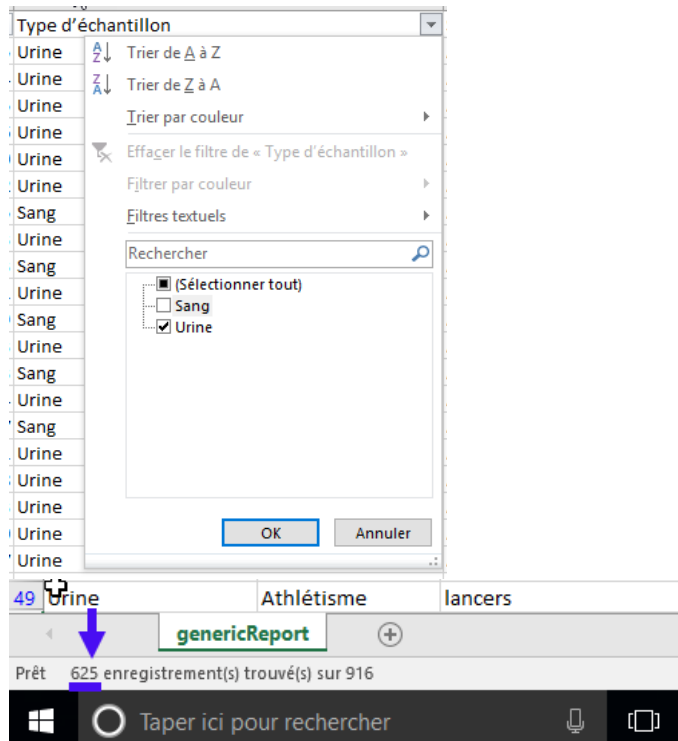 Type d'échantillon
Urine
Trier de A à Z
Urine
Trier de Z à A
Urine
Trier par couleur
Urine
Urine
Effacer le filtre de « Type d'échantillon »
Urine
Filtrer par couleur
Sang
Filtres textuels
Urine
Rechercher
Sang
(Sélectionner tout)
Urine
Sang
Sang
Urine
Urine
Sang
Urine
Sang
Urine
Urine
Urine
Urine
OK Annuler
Urine
49 Urine Athlétisme lancers
genericReport
Prêt 625 enregistrement(s) trouvé(s) sur 916
Taper ici pour rechercher